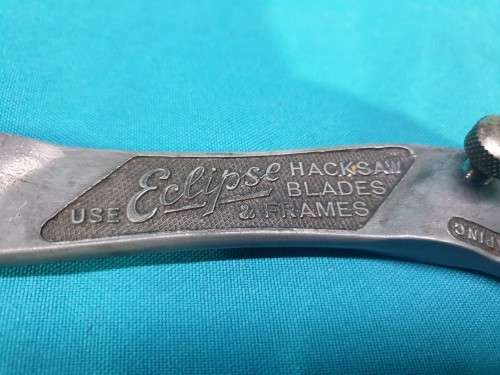 USE Eclipse HACKSAW
BLADES
& FRAMES